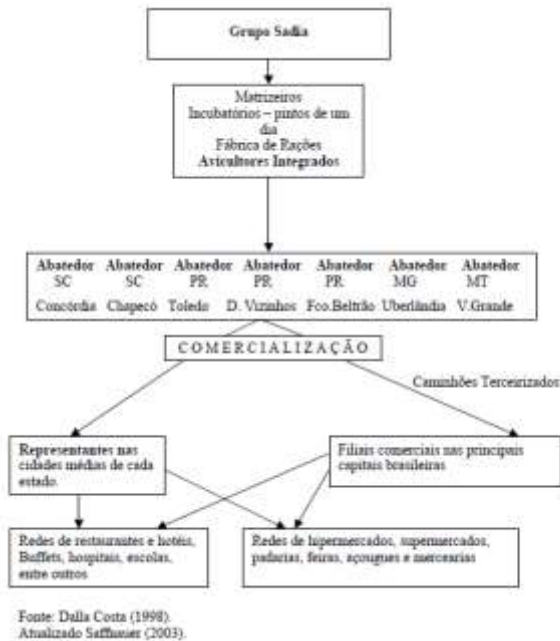 Grupo Sadia
Matrizeiros
Incubatórios – pintos de um
dia
Fábrica de Rações
Avicultores Integrados
Abatedor Abatedor Abatedor Abatedor Abatedor Abatedor Abatedor
SC SC PR PR PR MG MT
Concórdia Chapecó Toledo D. Vizinhos Fco.Beltrão Uberlândia V.Grande
COMERCIALIZAÇÃO
Caminhões Terceirizados
Representantes nas
cidades médias de cada
estado.
Filiais comerciais nas principais
capitais brasileiras
Redes de restaurantes e hotéis,
Buffets, hospitais, escolas,
entre outros
Redes de hipermercados, supermercados,
padarias, feiras, açougues e mercearias
Fonte: Dalla Costa (1998).
Atualizado Saffnauer (2003).